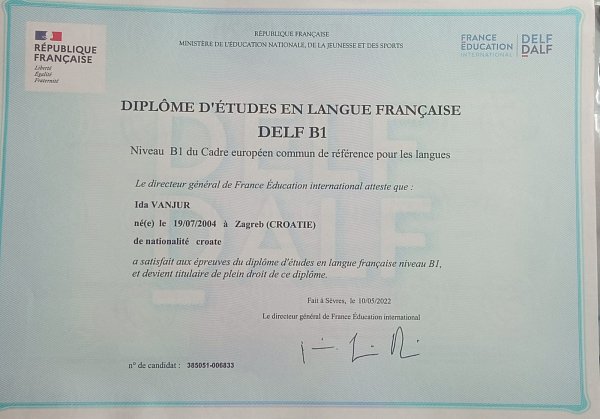 RÉPUBLIQUE FRANÇAISE
MINISTÈRE DE L'ÉDUCATION NATIONALE, DE LA JEUNESSE ET DES SPORTS
RÉPUBLIQUE
FRANÇAISE
Liberté
Égalité
Fraternité
FRANCE
ÉDUCATION
INTERNATIONAL
DELF
DALF
DIPLÔME D'ÉTUDES EN LANGUE FRANÇAISE
DELF B1
Niveau B1 du Cadre européen commun de référence pour les langues
Le directeur général de France Éducation international atteste que :
Ida VANJUR
né(e) le 19/07/2004 à Zagreb (CROATIE)
de nationalité croate
a satisfait aux épreuves du diplôme d'études en langue française niveau B1,
et devient titulaire de plein droit de ce diplôme.
Fait à Sèvres, le 10/05/2022
Le directeur général de France Éducation international
n° de candidat : 385051-006833
DELF
DALF